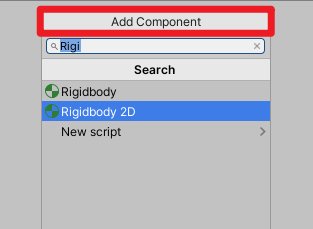 Add Component
Rigi
Search
Rigidbody
Rigidbody 2D
New script